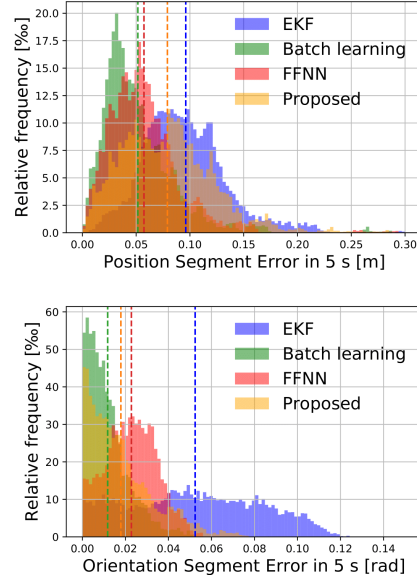 Relative frequency [‰]
20.0
17.5
15.0
12.5
10.0
7.5
5.0
2.5
0.0
EKF
Batch learning
FFNN
Proposed
0.00 0.05 0.10 0.15 0.20 0.25 0.30
Position Segment Error in 5 s [m]
Relative frequency [‰]
60
50
40
30
20
10
0
EKF
Batch learning
FFNN
Proposed
0.00 0.02 0.04 0.06 0.08 0.10 0.12 0.14
Orientation Segment Error in 5 s [rad]